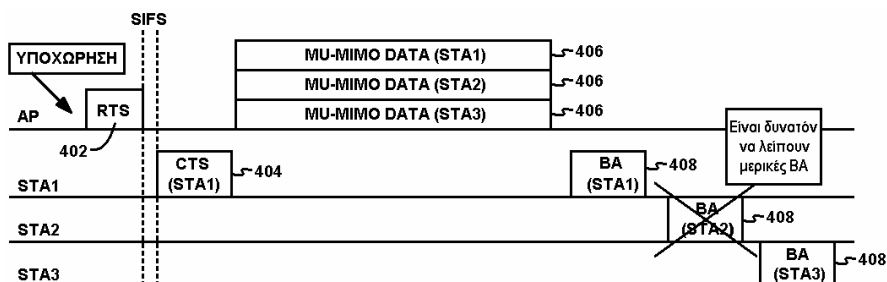 SIFS
ΥΠΟΧΩΡΗΣΗ
MU-MIMO DATA (STA1)
406
MU-MIMO DATA (STA2)
406
MU-MIMO DATA (STA3)
406
AP
RTS
402
Είναι δυνατόν
να λείπουν
μερικές BA
CTS
(STA1)
404
BA
(STA1)
408
STA1
BA
(STA2)
408
STA2
BA
(STA3)
408
STA3